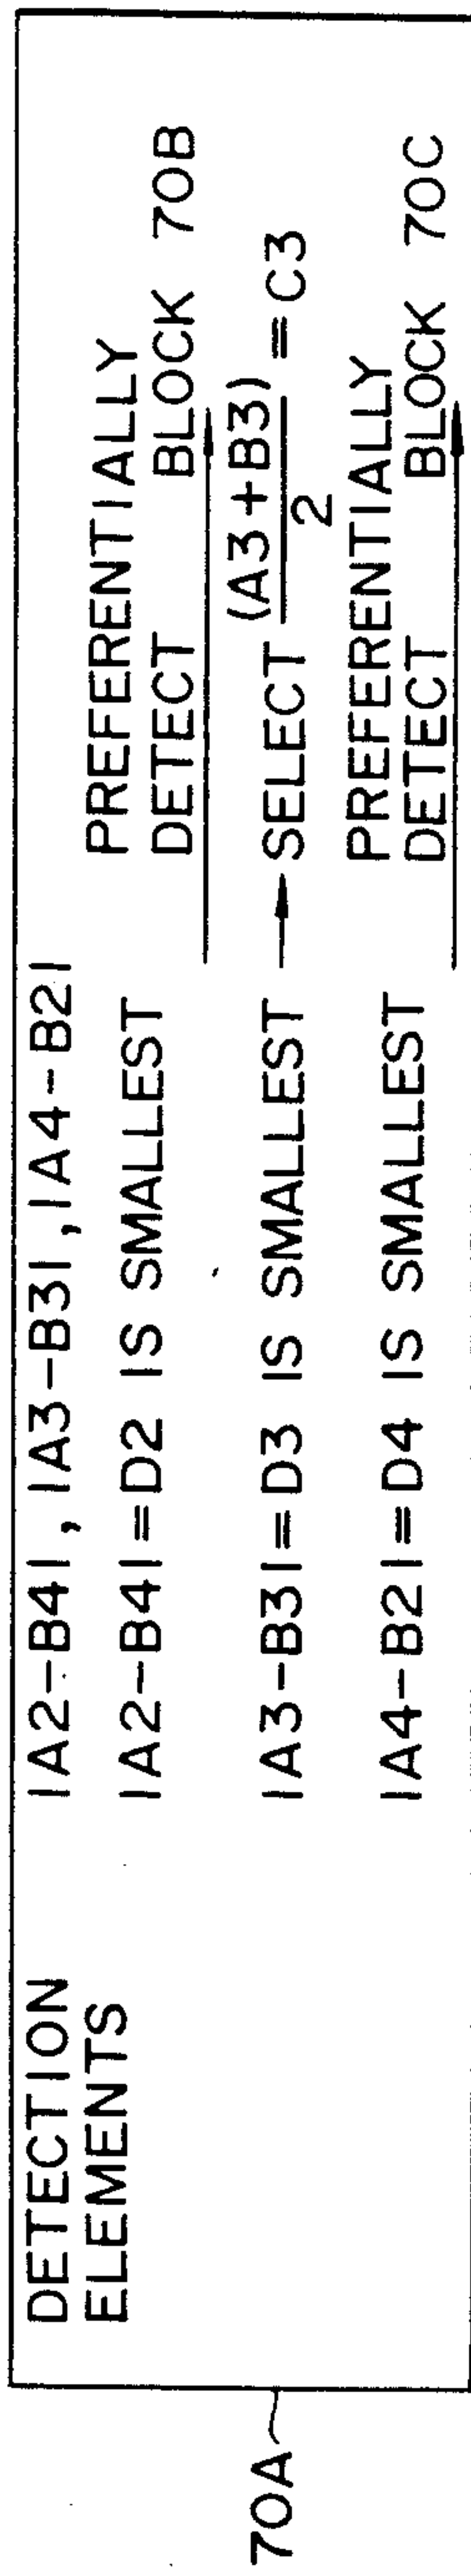 DETECTION
ELEMENTS
|A2-B4|, |A3-B3|, |A4-B2|
|A2-B4|=D2 IS SMALLEST
PREFERENTIALLY
DETECT BLOCK 70B
|A3-B3|=D3 IS SMALLEST → SELECT (A3+B3)/2 = C3
|A4-B2|=D4 IS SMALLEST
PREFERENTIALLY
DETECT BLOCK 70C
70A